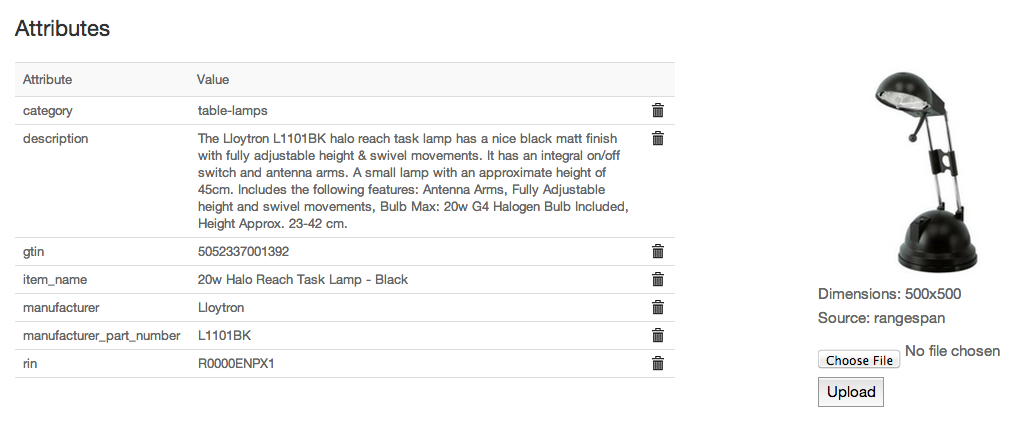 Attributes
Attribute Value
category table-lamps
description The Lloytron L1101BK halo reach task lamp has a nice black matt finish
with fully adjustable height & swivel movements. It has an integral on/off
switch and antenna arms. A small lamp with an approximate height of
45cm. Includes the following features: Antenna Arms, Fully Adjustable
height and swivel movements, Bulb Max: 20w G4 Halogen Bulb Included,
Height Approx. 23-42 cm.
gtin 5052337001392
item_name 20w Halo Reach Task Lamp - Black
manufacturer Lloytron
manufacturer_part_number L1101BK
rin R0000ENPX1
Dimensions: 500x500
Source: rangespan
Choose File No file chosen
Upload